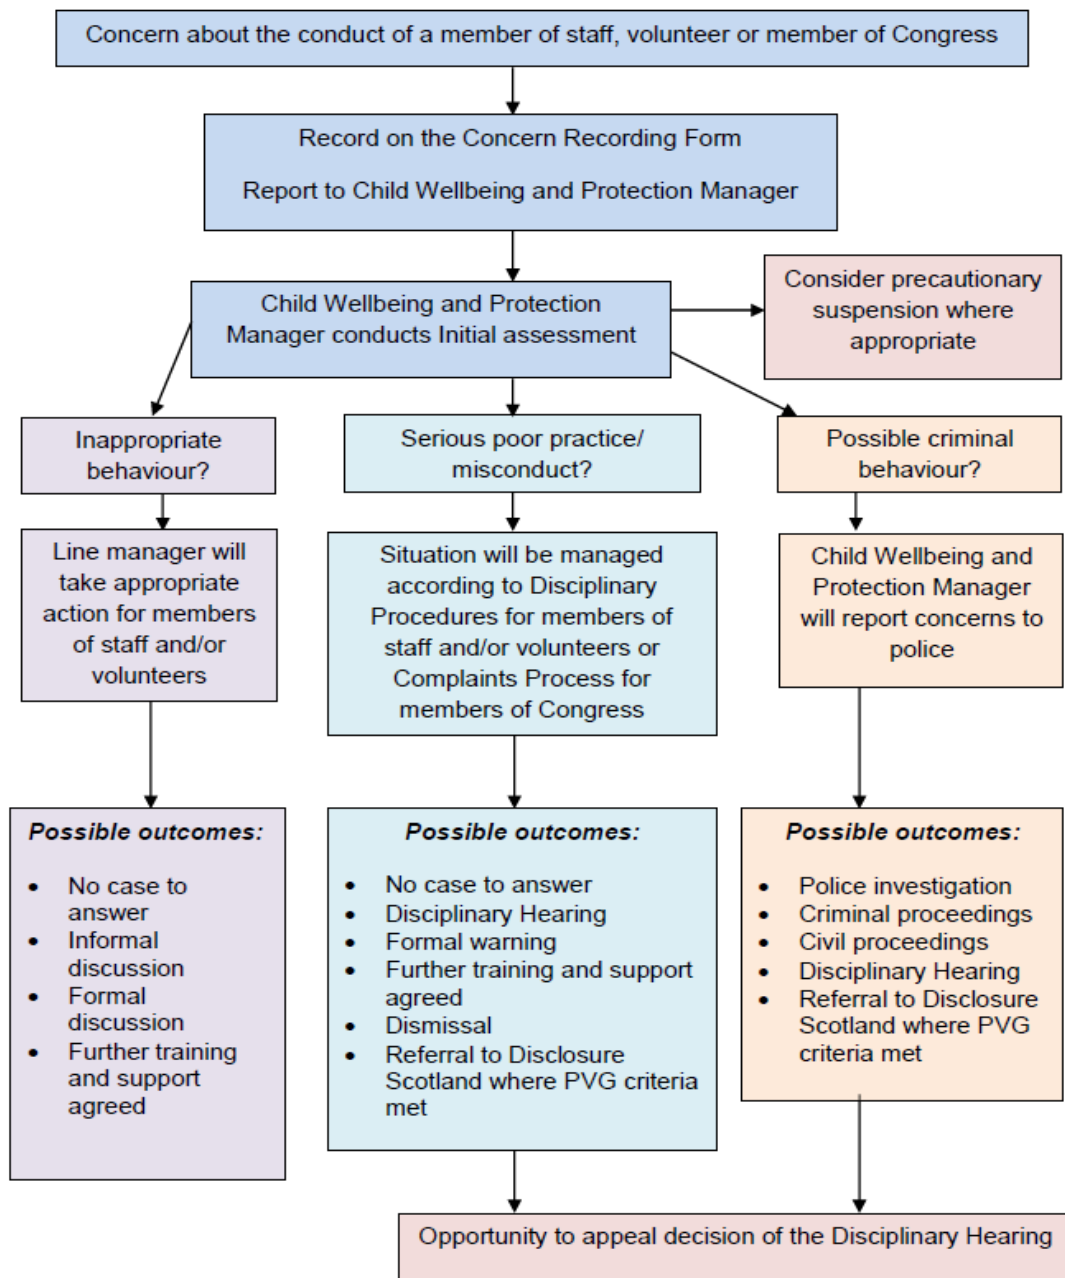 Concern about the conduct of a member of staff, volunteer or member of Congress
Record on the Concern Recording Form
Report to Child Wellbeing and Protection Manager
Child Wellbeing and Protection
Manager conducts Initial assessment
Consider precautionary
suspension where
appropriate
Inappropriate
behaviour?
Serious poor practice/
misconduct?
Possible criminal
behaviour?
Line manager will
take appropriate
action for members
of staff and/or
volunteers
Situation will be managed
according to Disciplinary
Procedures for members of
staff and/or volunteers or
Complaints Process for
members of Congress
Child Wellbeing and
Protection Manager
will report concerns to
police
Possible outcomes:
• No case to
answer
• Informal
discussion
• Formal
discussion
• Further training
and support
agreed
Possible outcomes:
• No case to answer
• Disciplinary Hearing
• Formal warning
• Further training and support
agreed
• Dismissal
• Referral to Disclosure
Scotland where PVG criteria
met
Possible outcomes:
• Police investigation
• Criminal proceedings
• Civil proceedings
• Disciplinary Hearing
• Referral to Disclosure
Scotland where PVG
criteria met
Opportunity to appeal decision of the Disciplinary Hearing